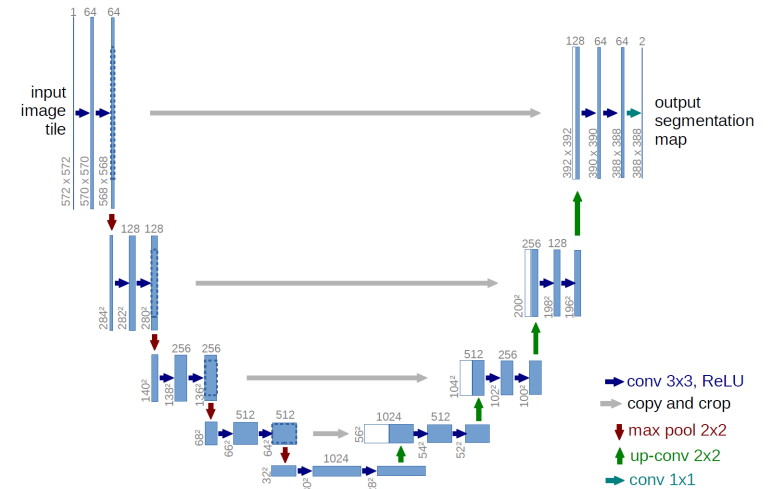 1 64 64
128 64 64 2
input
image
tile
output
segmentation
map
572 x 572
570 x 570
568 x 568
392 x 392
390 x 390
388 x 388
388 x 388
128 128
256 128
284²
282²
280²
200²
198²
196²
256 256
512 256
140²
138²
136²
104²
102²
100²
512 512
1024 512
68²
66²
64²
56²
54²
52²
1024
32²
conv 3x3, ReLU
copy and crop
max pool 2x2
up-conv 2x2
conv 1x1